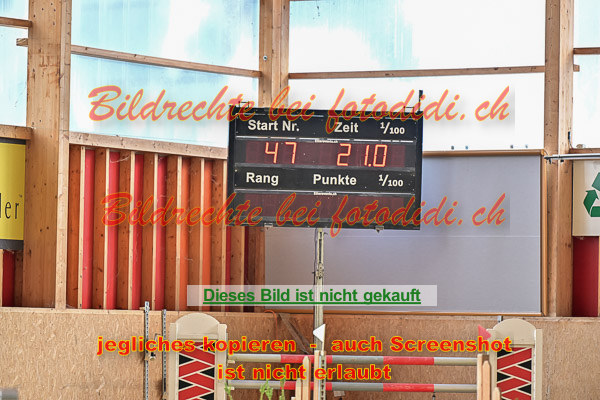 Bildrechte bei fotodidi.ch
Start Nr. Zeit 1/100
47 21.0
Rang Punkte 1/100
Bildrechte bei fotodidi.ch
Dieses Bild ist nicht gekauft
jegliches kopieren - auch Screenshot
ist nicht erlaubt